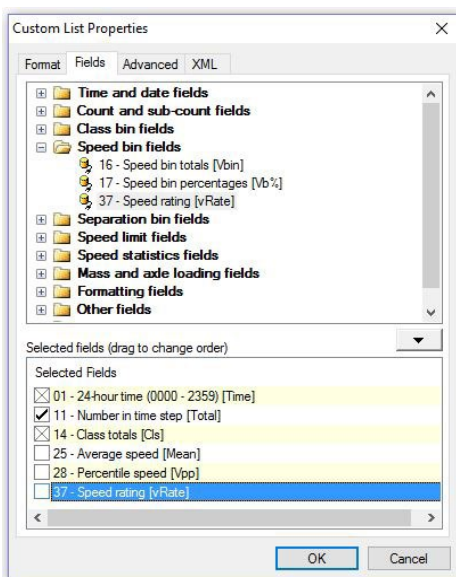 Custom List Properties
Format Fields Advanced XML
Time and date fields
Count and sub-count fields
Class bin fields
Speed bin fields
16 - Speed bin totals [Vbin]
17 - Speed bin percentages [Vb%]
37 - Speed rating [vRate]
Separation bin fields
Speed limit fields
Speed statistics fields
Mass and axle loading fields
Formatting fields
Other fields
Selected fields (drag to change order)
Selected Fields
01 - 24-hour time (0000 - 2359) [Time]
11 - Number in time step [Total]
14 - Class totals [Cls]
25 - Average speed [Mean]
28 - Percentile speed [Vpp]
37 - Speed rating [vRate]
OK Cancel